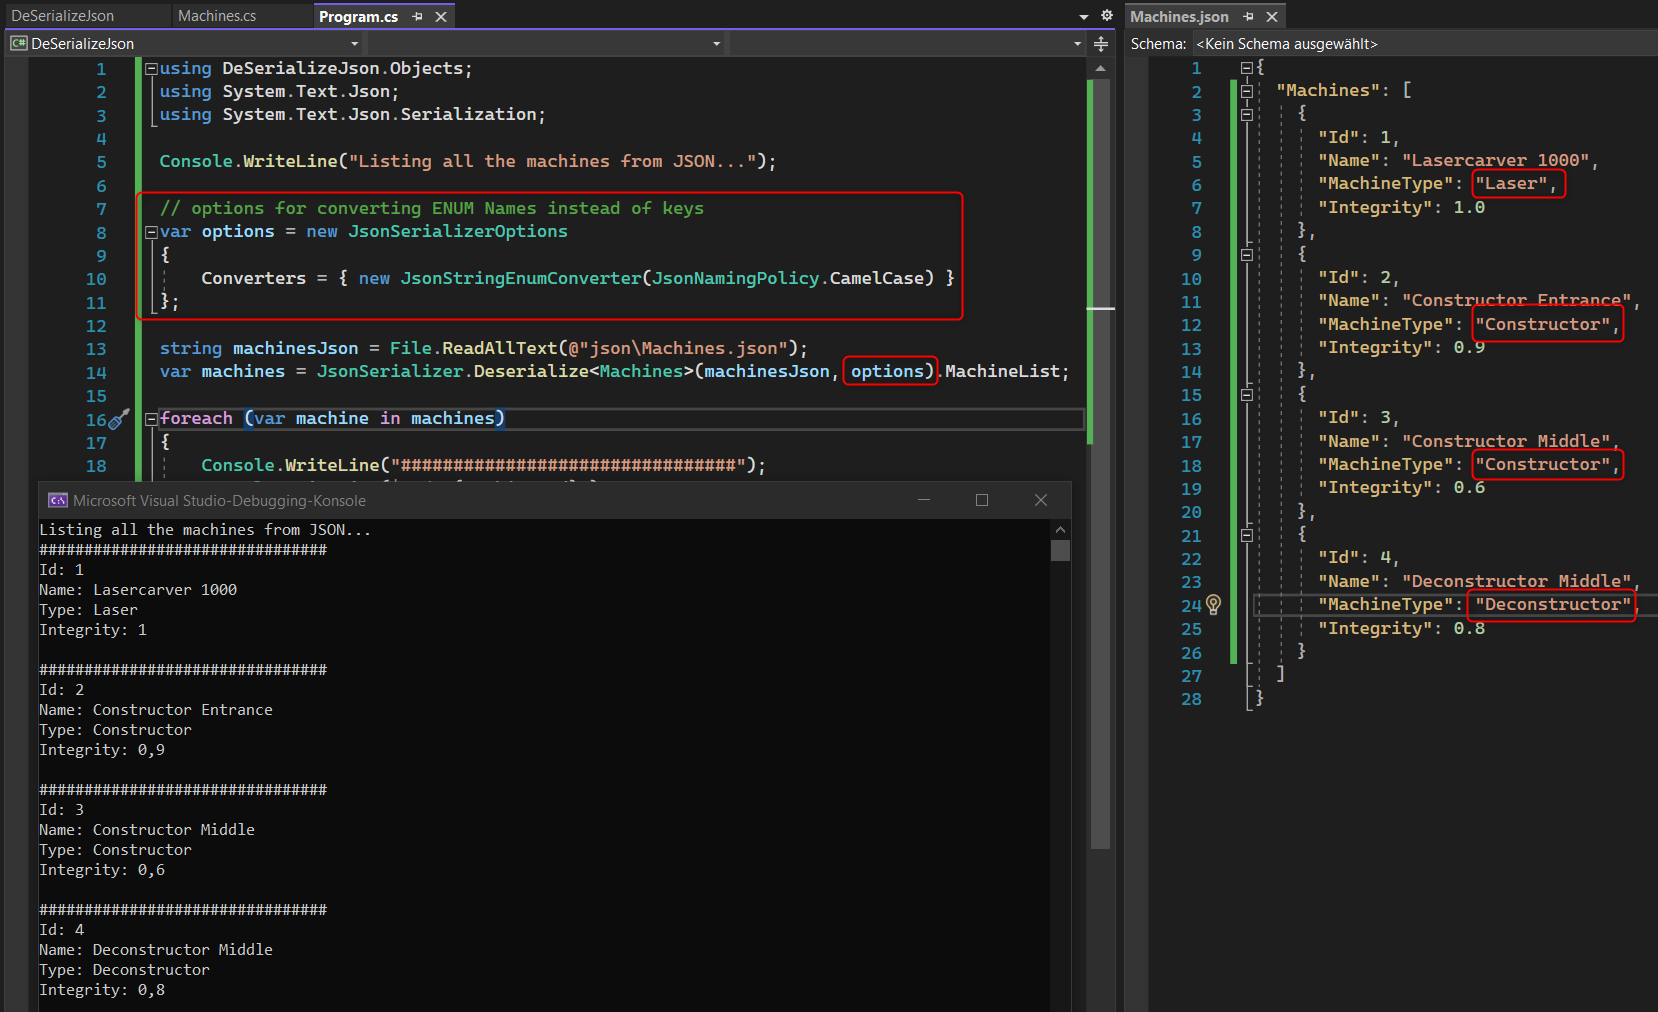 DeSerializeJson
Machines.cs
Program.cs
DeSerializeJson
1 using DeSerializeJson.Objects;
2 using System.Text.Json;
3 using System.Text.Json.Serialization;
4
5 Console.WriteLine("Listing all the machines from JSON...");
6
7 // options for converting ENUM Names instead of keys
8 var options = new JsonSerializerOptions
9 {
10 Converters = { new JsonStringEnumConverter(JsonNamingPolicy.CamelCase) }
11 };
12
13 string machinesJson = File.ReadAllText(@"json\Machines.json");
14 var machines = JsonSerializer.Deserialize<Machines>(machinesJson, options).MachineList;
15
16 foreach (var machine in machines)
17 {
18 Console.WriteLine("################################");
Microsoft Visual Studio-Debugging-Konsole
Listing all the machines from JSON...
################################
Id: 1
Name: Lasercarver 1000
Type: Laser
Integrity: 1
################################
Id: 2
Name: Constructor Entrance
Type: Constructor
Integrity: 0,9
################################
Id: 3
Name: Constructor Middle
Type: Constructor
Integrity: 0,6
################################
Id: 4
Name: Deconstructor Middle
Type: Deconstructor
Integrity: 0,8
Machines.json
Schema: <Kein Schema ausgewählt>
1 {
2 "Machines": [
3 {
4 "Id": 1,
5 "Name": "Lasercarver 1000",
6 "MachineType": "Laser",
7 "Integrity": 1.0
8 },
9 {
10 "Id": 2,
11 "Name": "Constructor Entrance",
12 "MachineType": "Constructor",
13 "Integrity": 0.9
14 },
15 {
16 "Id": 3,
17 "Name": "Constructor Middle",
18 "MachineType": "Constructor",
19 "Integrity": 0.6
20 },
21 {
22 "Id": 4,
23 "Name": "Deconstructor Middle",
24 "MachineType": "Deconstructor",
25 "Integrity": 0.8
26 }
27 ]
28 }